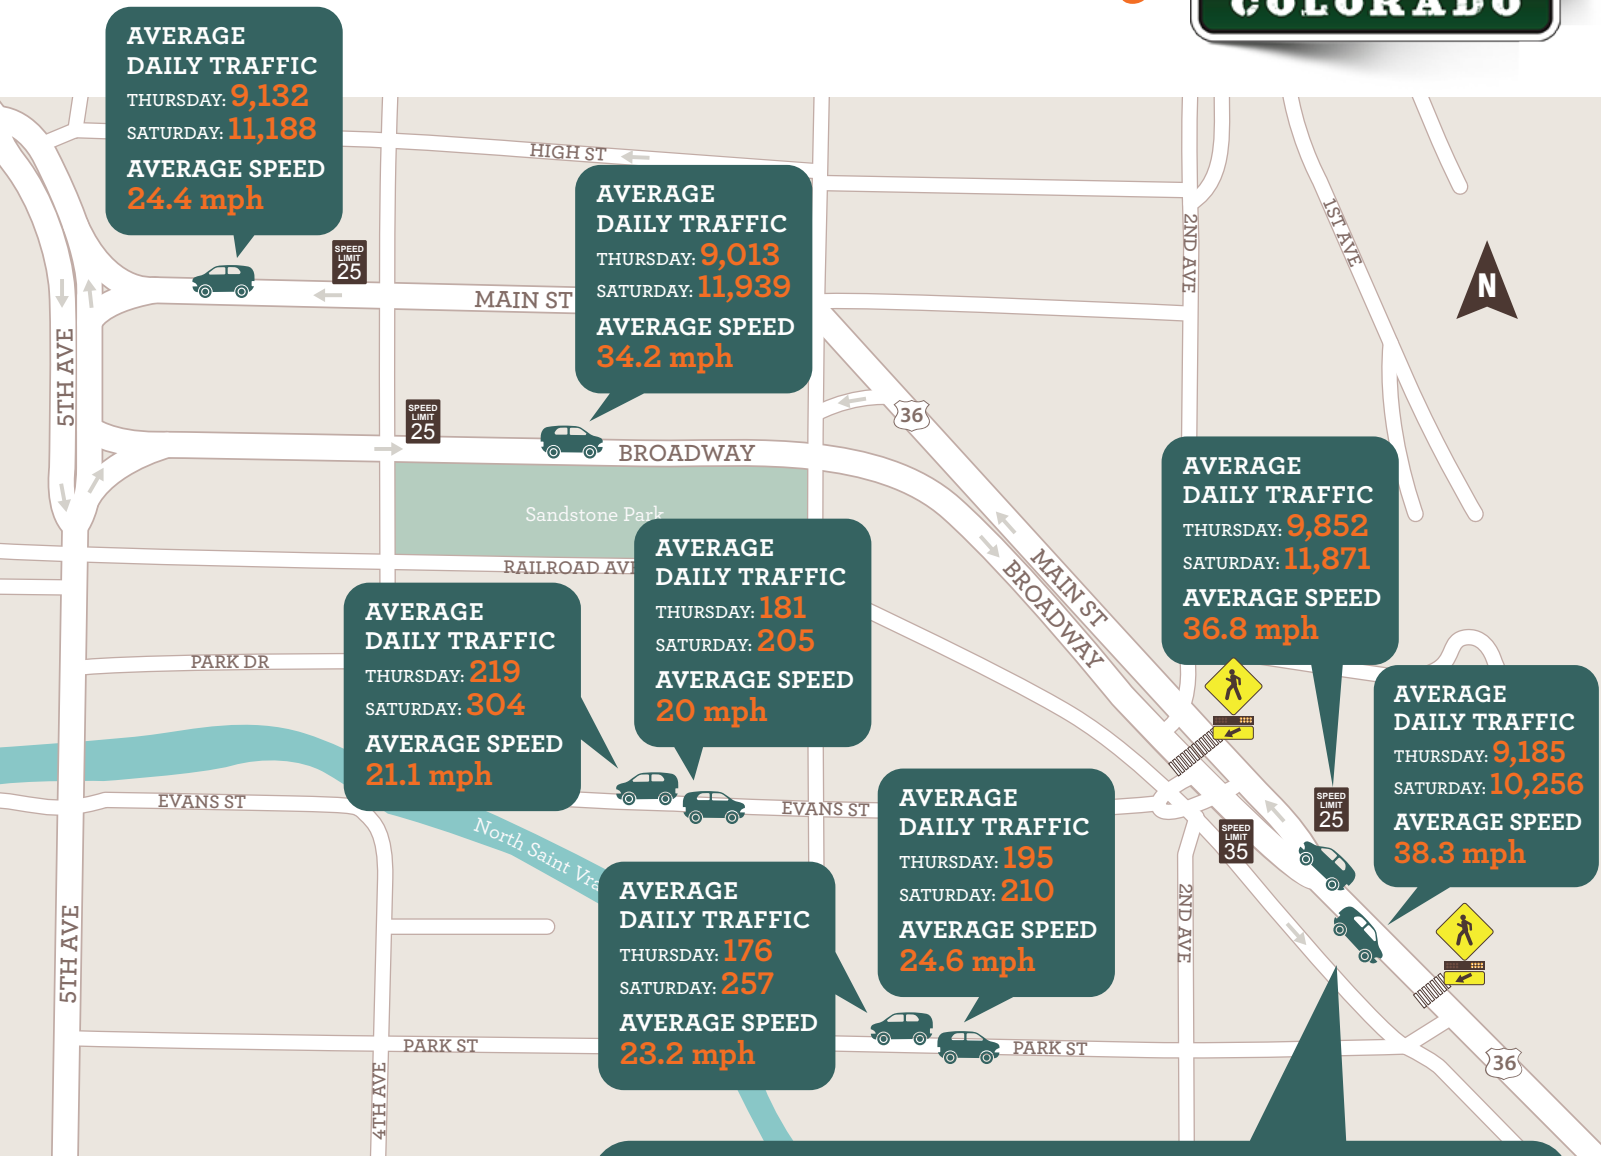 COLORADO
AVERAGE
DAILY TRAFFIC
THURSDAY: 9,132
SATURDAY: 11,188
AVERAGE SPEED
24.4 mph
HIGH ST
AVERAGE
DAILY TRAFFIC
THURSDAY: 9,013
SATURDAY: 11,939
AVERAGE SPEED
34.2 mph
2ND AVE
1ST AVE
N
SPEED
LIMIT
25
MAIN ST
5TH AVE
SPEED
LIMIT
25
BROADWAY
36
Sandstone Park
RAILROAD AVE
MAIN ST
BROADWAY
AVERAGE
DAILY TRAFFIC
THURSDAY: 9,852
SATURDAY: 11,871
AVERAGE SPEED
36.8 mph
AVERAGE
DAILY TRAFFIC
THURSDAY: 181
SATURDAY: 205
AVERAGE SPEED
20 mph
AVERAGE
DAILY TRAFFIC
THURSDAY: 219
SATURDAY: 304
AVERAGE SPEED
21.1 mph
PARK DR
AVERAGE
DAILY TRAFFIC
THURSDAY: 9,185
SATURDAY: 10,256
AVERAGE SPEED
38.3 mph
EVANS ST
EVANS ST
SPEED
LIMIT
25
SPEED
LIMIT
35
North Saint
AVERAGE
DAILY TRAFFIC
THURSDAY: 195
SATURDAY: 210
AVERAGE SPEED
24.6 mph
AVERAGE
DAILY TRAFFIC
THURSDAY: 176
SATURDAY: 257
AVERAGE SPEED
23.2 mph
5TH AVE
2ND AVE
PARK ST
PARK ST
4TH AVE
36